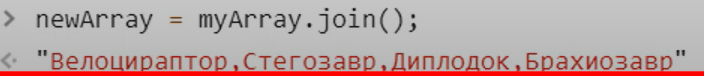 > newArray = myArray.join();
<· "Велоцираптор,Стегозавр,Диплодок,Брахиозавр"